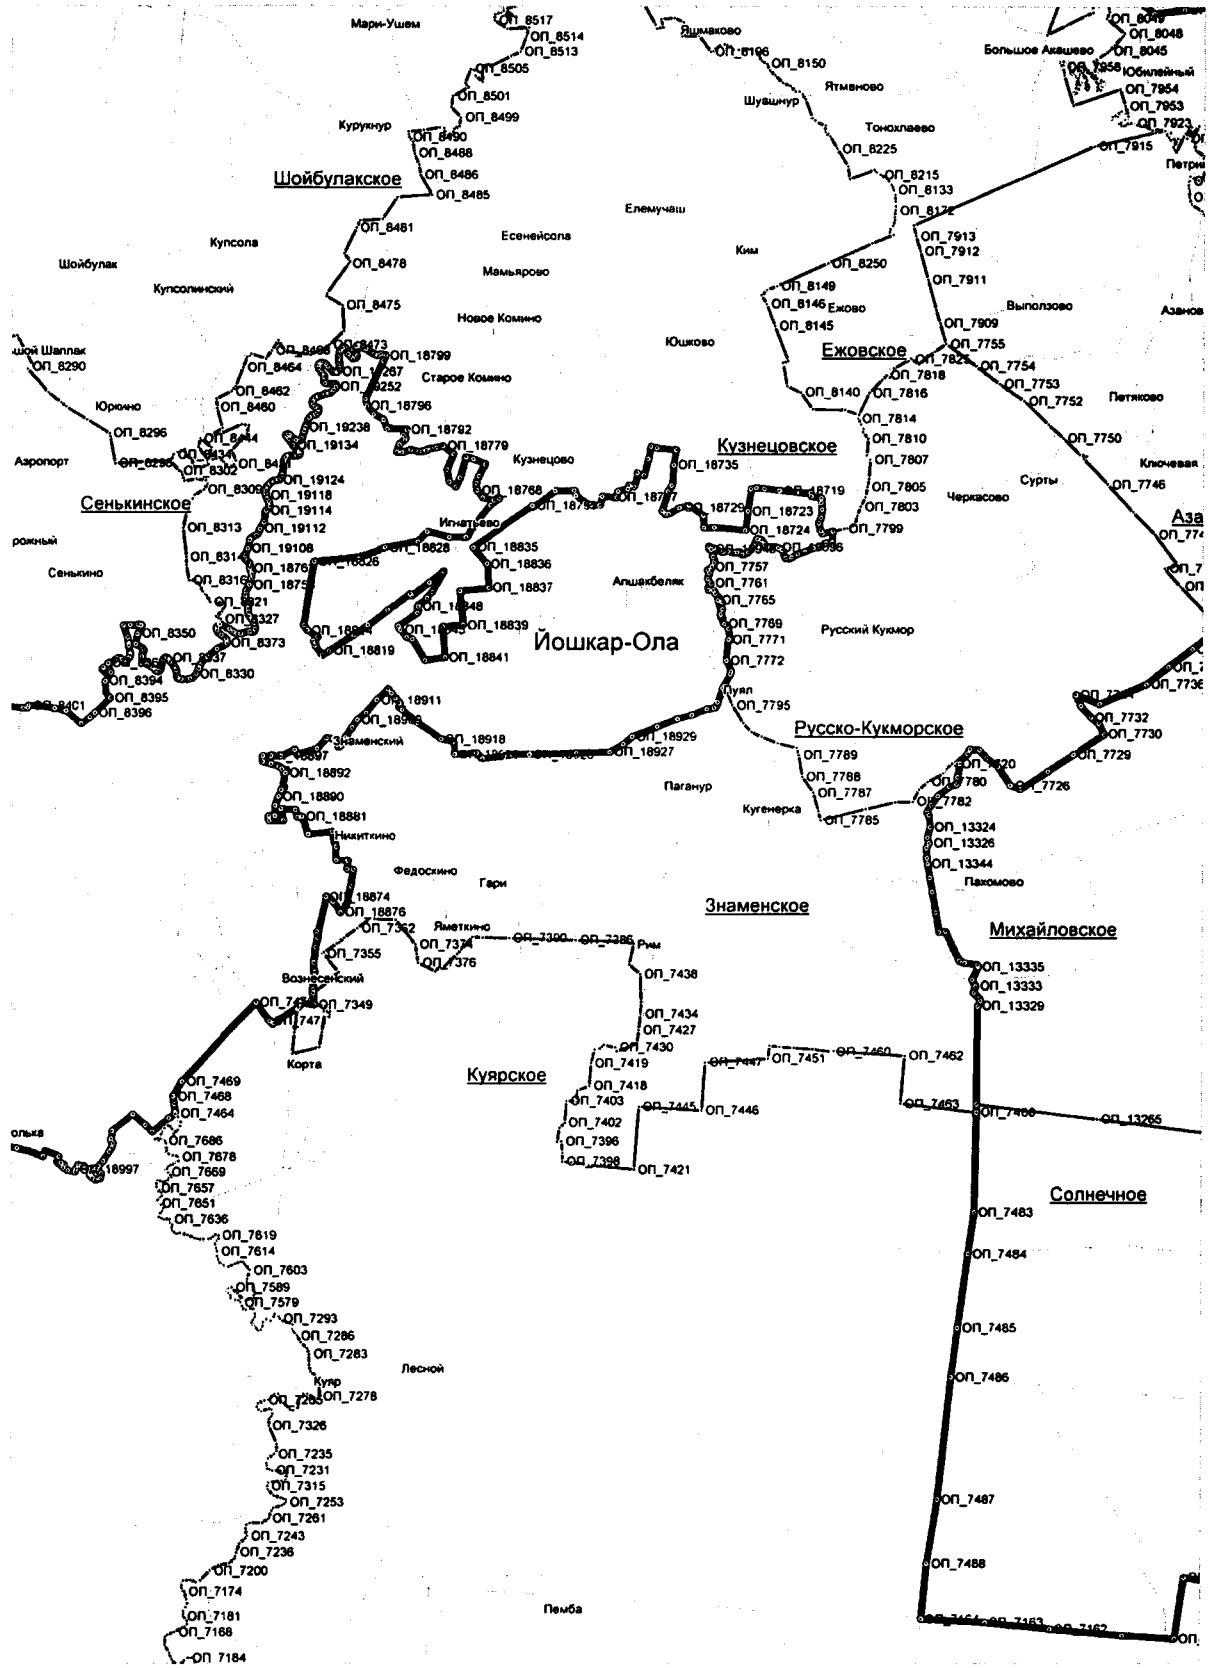 Мари-Ушем
ОП_8517
ОП_8514
ОП_8513
ОП_8505
ОП_8501
ОП_8499
Яшмаково
ОП_8150
Шуашнур
Ятманово
Тонохпаево
ОП_8225
ОП_8048
ОП_8045
Большое Акашево
Юбилейный
ОП_7954
ОП_7953
ОП_7923
ОП_7915
Курукнур
ОП_8490
ОП_8488
ОП_8486
ОП_8485
Шойбулакское
ОП_8215
ОП_8133
ОП_8172
Елемучаш
ОП_8481
Купсола
Есенейсола
ОП_7913
ОП_7912
Ким
ОП_8250
Шойбулак
ОП_8478
Мамьярово
ОП_7911
Купсолинский
ОП_8149
ОП_8146
Ежово
ОП_8145
ОП_8475
Новое Комино
Выползово
ОП_7909
ОП_7755
Юшково
Ежовское
ОП_8473
ОП_18799
ОП_8464
ОП_8290
Старое Комино
ОП_7754
ОП_7818
ОП_7753
ОП_7752
ОП_7816
ОП_8140
ОП_8462
ОП_8460
Юркино
ОП_18796
Петяково
ОП_8296
ОП_19238
ОП_18792
ОП_7814
ОП_19134
ОП_18779
Кузнецовское
ОП_7810
ОП_7750
Аэропорт
ОП_8302
Кузнецово
ОП_18735
ОП_7807
Ключевая
ОП_19124
Сурты
ОП_8309
ОП_19118
ОП_18768
ОП_18719
ОП_7805
ОП_7746
Сенькинское
ОП_19114
ОП_18729
ОП_18723
ОП_7803
Черкасово
ОП_8313
ОП_19112
Игнатьево
ОП_18724
ОП_7799
ОП_19108
ОП_18828
ОП_18835
ОП_18826
ОП_18836
ОП_7757
Сенькино
ОП_8316
ОП_18837
Апшакбеляк
ОП_7761
ОП_7765
ОП_8327
ОП_18839
ОП_7769
Русский Кукмор
ОП_8350
ОП_8373
ОП_7771
Йошкар-Ола
ОП_18819
ОП_18841
ОП_7772
ОП_8330
ОП_8394
ОП_8395
ОП_8396
ОП_18911
Пуял
ОП_7795
ОП_7732
ОП_7730
Русско-Кукморское
Знаменский
ОП_18918
ОП_18929
ОП_18927
ОП_7789
ОП_7729
ОП_18892
ОП_7788
ОП_7780
ОП_7726
Паганур
ОП_7787
ОП_18890
Кугенерка
ОП_7782
ОП_18881
ОП_7785
ОП_13324
Никиткино
ОП_13326
ОП_13344
Федоскино
Гари
Пахомово
ОП_18874
ОП_18876
Знаменское
Яметкино
Михайловское
ОП_7374
ОП_7390
ОП_7386
Рим
ОП_7355
ОП_7376
ОП_13335
ОП_7438
Вознесенский
ОП_13333
ОП_7349
ОП_13329
ОП_7434
ОП_7427
ОП_7430
Корта
ОП_7419
ОП_7447
ОП_7451
ОП_7460
ОП_7462
Куярское
ОП_7469
ОП_7418
ОП_7468
ОП_7403
ОП_7445
ОП_7446
ОП_7463
ОП_7464
ОП_7402
ОП_13265
ОП_7686
ОП_7396
ОП_7678
ОП_7398
ОП_18997
ОП_7669
ОП_7421
ОП_7657
ОП_7651
Солнечное
ОП_7636
ОП_7483
ОП_7619
ОП_7614
ОП_7484
ОП_7603
ОП_7589
ОП_7579
ОП_7293
ОП_7485
ОП_7286
ОП_7283
Лесной
ОП_7486
Куяр
ОП_7278
ОП_7326
ОП_7235
ОП_7231
ОП_7315
ОП_7487
ОП_7253
ОП_7261
ОП_7243
ОП_7236
ОП_7488
ОП_7200
ОП_7174
Пемба
ОП_7181
ОП_7163
ОП_7162
ОП_7168
ОП_7184